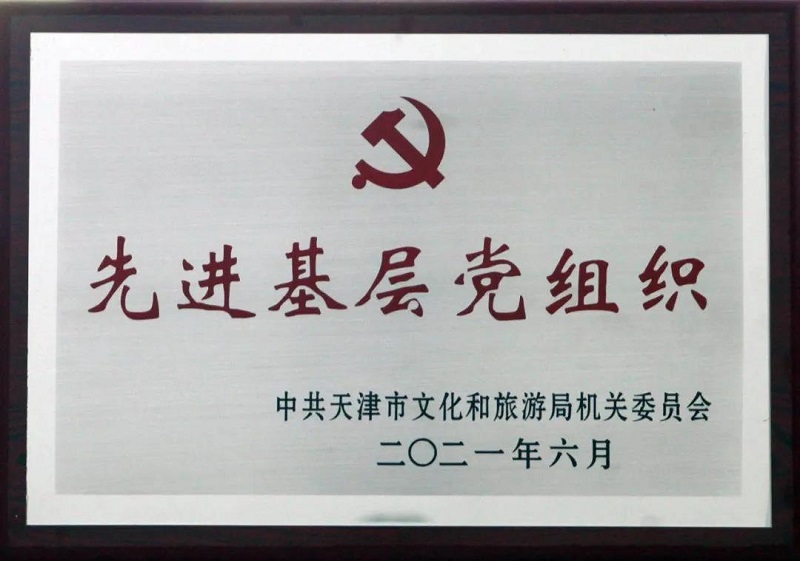 先进基层党组织
中共天津市文化和旅游局机关委员会
二〇二一年六月